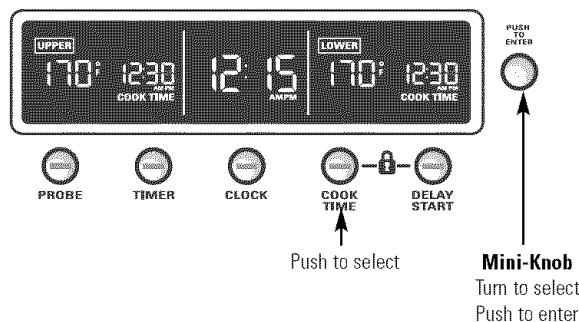 PUSH
TO
ENTER
UPPER
170°F 12:30
AM PM
COOK TIME
12:15
AM PM
LOWER
170°F 12:30
AM PM
COOK TIME
PROBE
TIMER
CLOCK
COOK
TIME
DELAY
START
Push to select
Mini-Knob
Turn to select
Push to enter